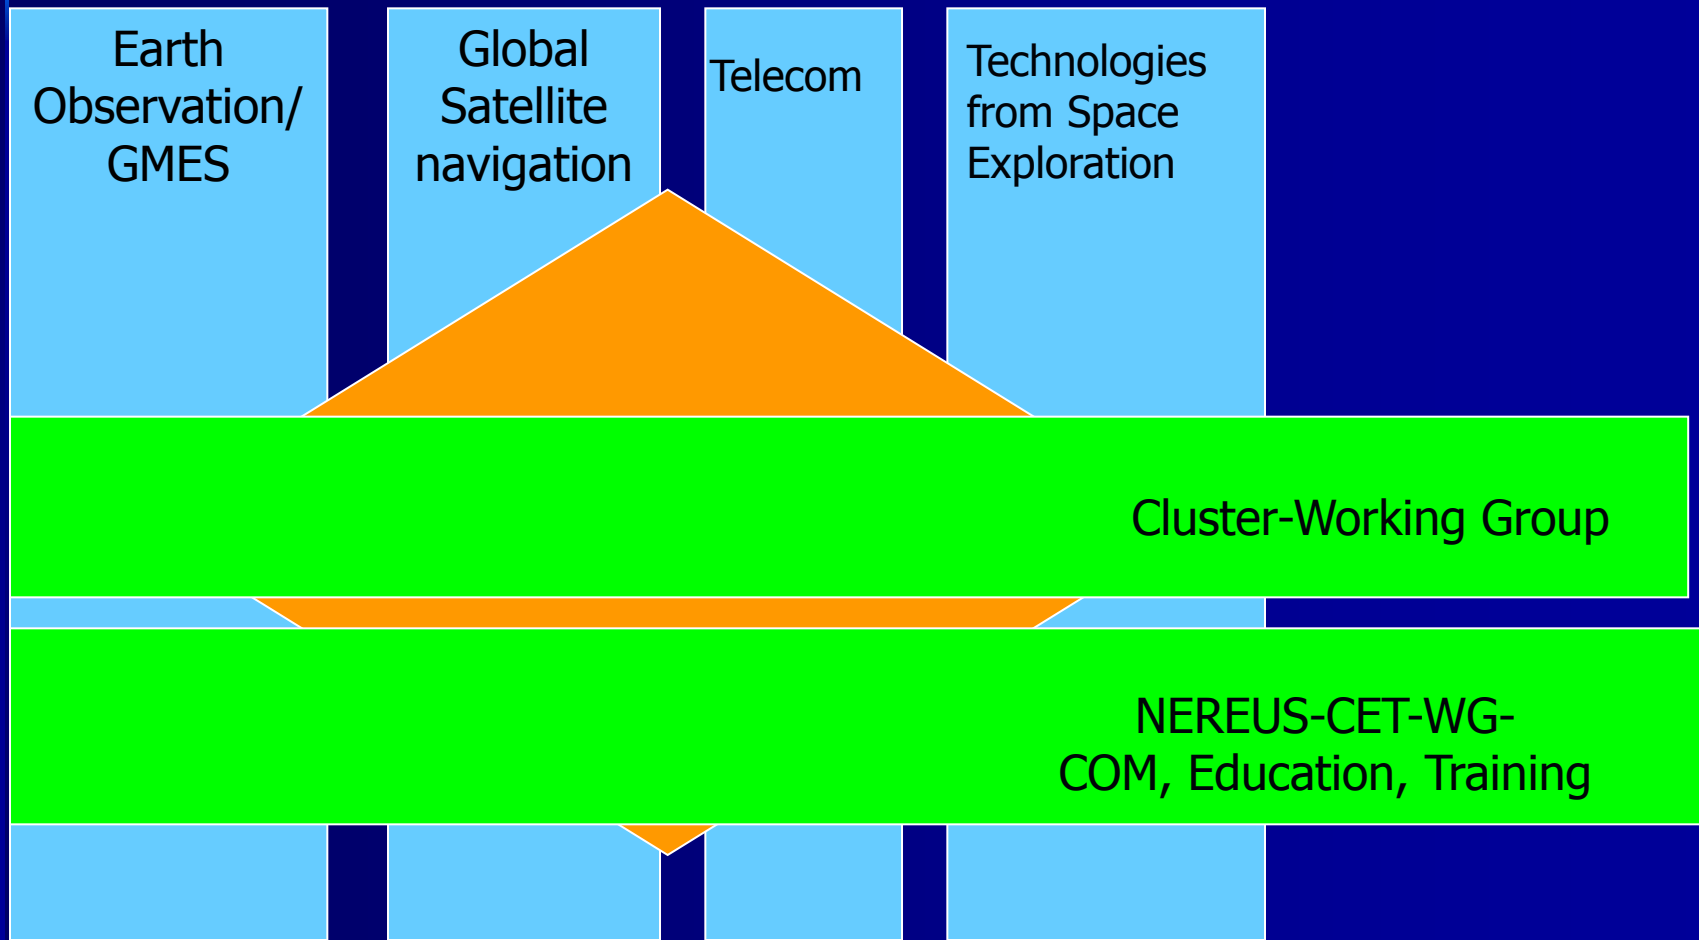 Earth
Observation/
GMES
Global
Satellite
navigation
Telecom
Technologies
from Space
Exploration
Cluster-Working Group
NEREUS-CET-WG-
COM, Education, Training